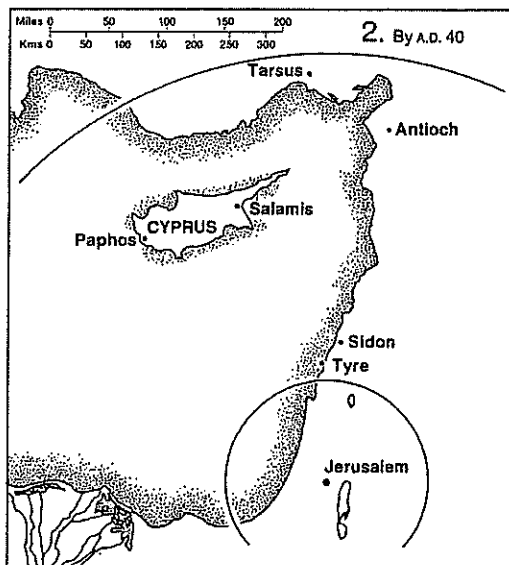 Miles 0 50 100 150 200
Kms 0 50 100 150 200 250 300
2. By A.D. 40
Tarsus
Antioch
Salamis
CYPRUS
Paphos
Sidon
Tyre
Jerusalem